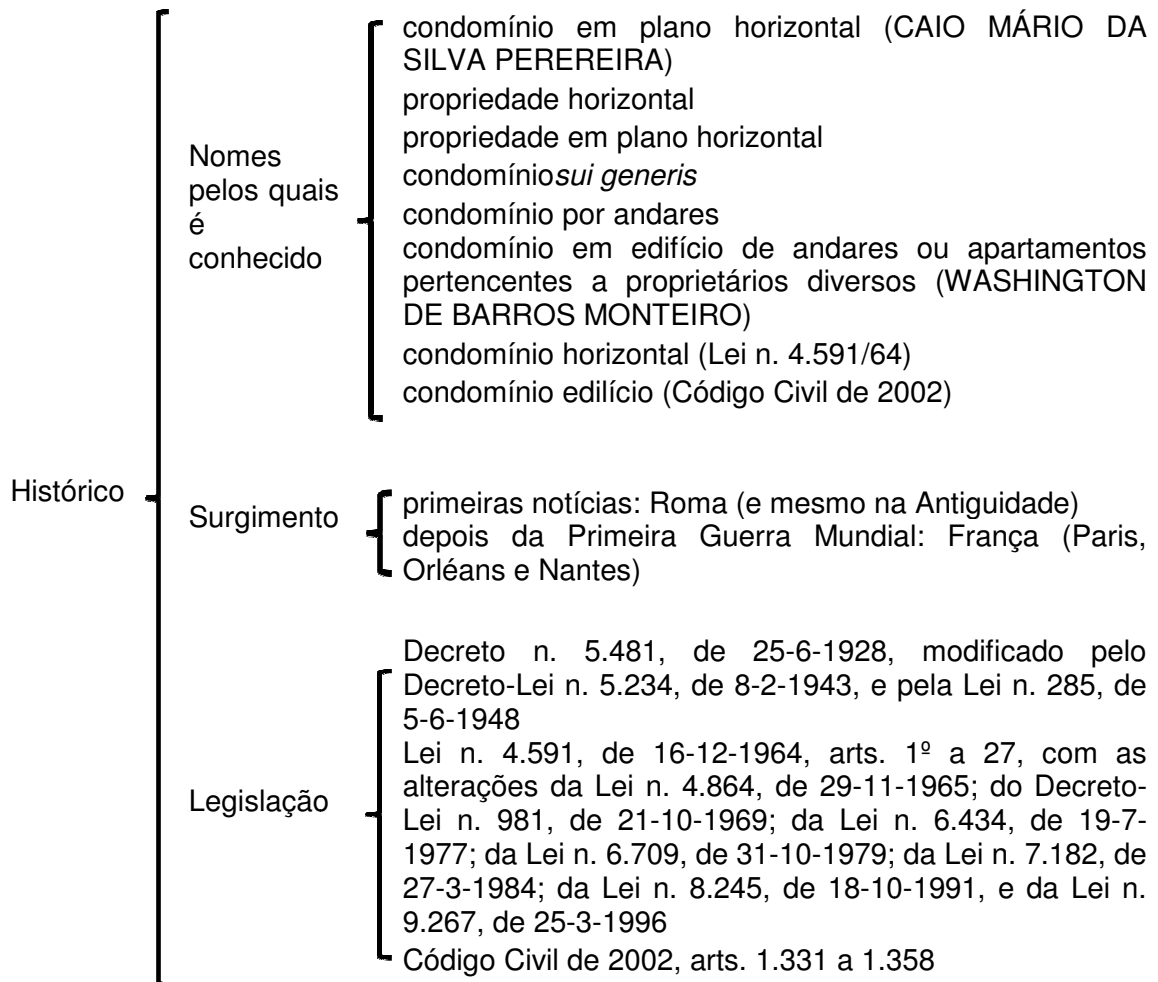 Histórico
Nomes
pelos quais
é
conhecido
condomínio em plano horizontal (CAIO MÁRIO DA
SILVA PEREREIRA)
propriedade horizontal
propriedade em plano horizontal
condomíniosui generis
condomínio por andares
condomínio em edifício de andares ou apartamentos
pertencentes a proprietários diversos (WASHINGTON
DE BARROS MONTEIRO)
condomínio horizontal (Lei n. 4.591/64)
condomínio edilício (Código Civil de 2002)
Surgimento
primeiras notícias: Roma (e mesmo na Antiguidade)
depois da Primeira Guerra Mundial: França (Paris,
Orléans e Nantes)
Legislação
Decreto n. 5.481, de 25-6-1928, modificado pelo
Decreto-Lei n. 5.234, de 8-2-1943, e pela Lei n. 285, de
5-6-1948
Lei n. 4.591, de 16-12-1964, arts. 1º a 27, com as
alterações da Lei n. 4.864, de 29-11-1965; do Decreto-
Lei n. 981, de 21-10-1969; da Lei n. 6.434, de 19-7-
1977; da Lei n. 6.709, de 31-10-1979; da Lei n. 7.182, de
27-3-1984; da Lei n. 8.245, de 18-10-1991, e da Lei n.
9.267, de 25-3-1996
Código Civil de 2002, arts. 1.331 a 1.358